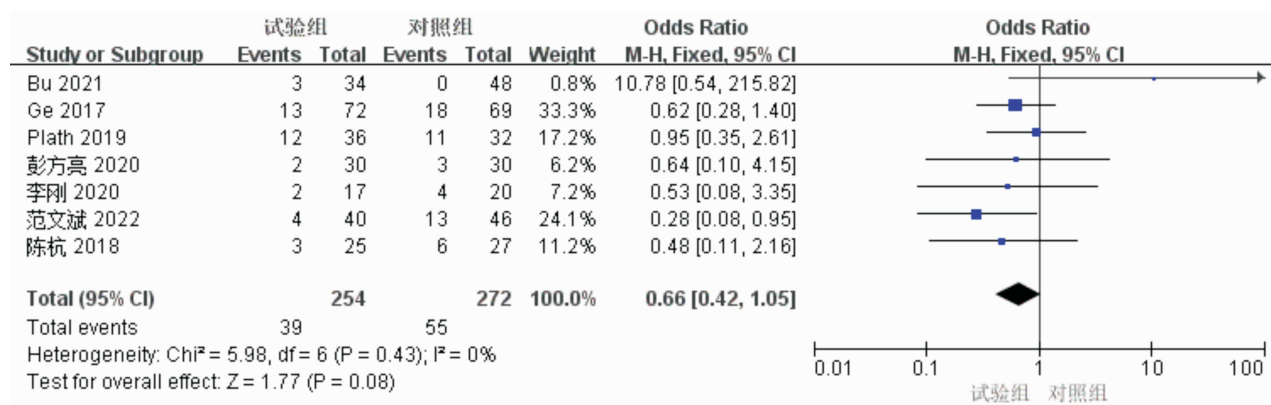 试验组 对照组 Odds Ratio Odds Ratio
Study or Subgroup Events Total Events Total Weight M-H, Fixed, 95% CI M-H, Fixed, 95% CI
Bu 2021 3 34 0 48 0.8% 10.78 [0.54, 215.82]
Ge 2017 13 72 18 69 33.3% 0.62 [0.28, 1.40]
Plath 2019 12 36 11 32 17.2% 0.95 [0.35, 2.61]
彭方亮 2020 2 30 3 30 6.2% 0.64 [0.10, 4.15]
李刚 2020 2 17 4 20 7.2% 0.53 [0.08, 3.35]
范文斌 2022 4 40 13 46 24.1% 0.28 [0.08, 0.95]
陈杭 2018 3 25 6 27 11.2% 0.48 [0.11, 2.16]
Total (95% CI) 254 272 100.0% 0.66 [0.42, 1.05]
Total events 39 55
Heterogeneity: Chi² = 5.98, df = 6 (P = 0.43); I² = 0%
Test for overall effect: Z = 1.77 (P = 0.08)
0.01 0.1 1 10 100
试验组 对照组